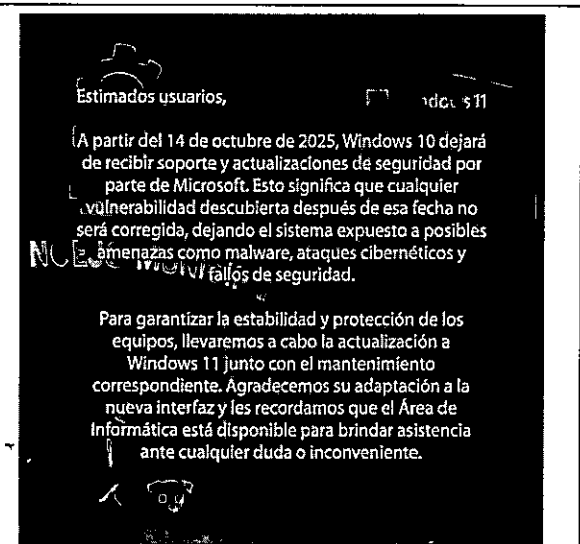 Estimados usuarios,
11
A partir del 14 de octubre de 2025, Windows 10 dejará
de recibir soporte y actualizaciones de seguridad por
parte de Microsoft. Esto significa que cualquier
vulnerabilidad descubierta después de esa fecha no
será corregida, dejando el sistema expuesto a posibles
amenazas como malware, ataques cibernéticos y
fallos de seguridad.
Para garantizar la estabilidad y protección de los
equipos, llevaremos a cabo la actualización a
Windows 11 junto con el mantenimiento
correspondiente. Agradecemos su adaptación a la
nueva interfaz y les recordamos que el Área de
Informática está disponible para brindar asistencia
ante cualquier duda o inconveniente.